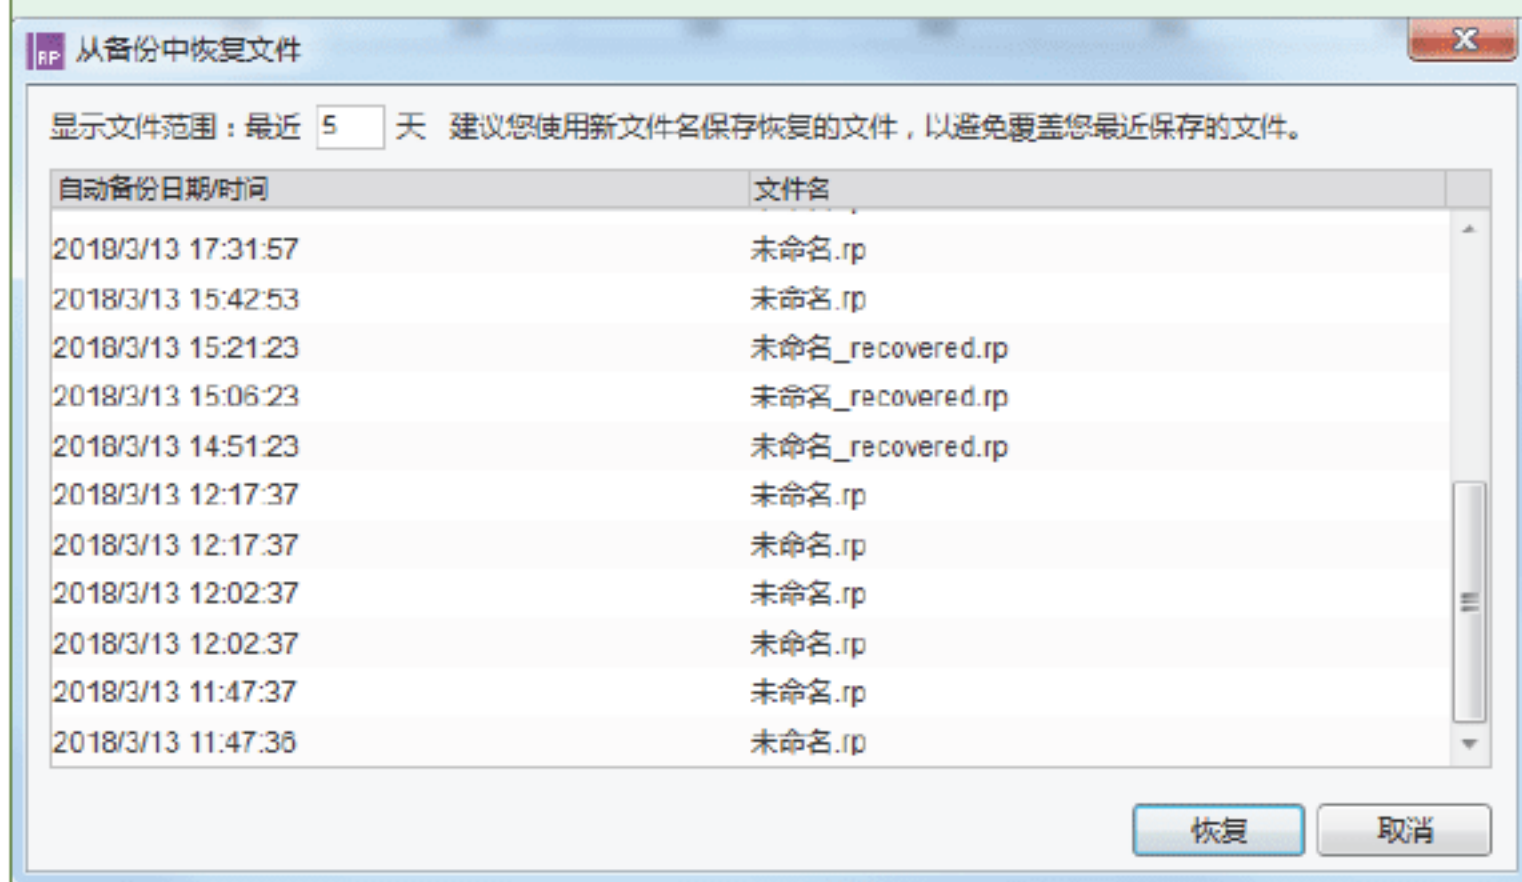 RP 从备份中恢复文件
显示文件范围：最近 5 天 建议您使用新文件名保存恢复的文件，以避免覆盖您最近保存的文件。
自动备份日期/时间 文件名
2018/3/13 17:31:57 未命名.rp
2018/3/13 15:42:53 未命名.rp
2018/3/13 15:21:23 未命名_recovered.rp
2018/3/13 15:06:23 未命名_recovered.rp
2018/3/13 14:51:23 未命名_recovered.rp
2018/3/13 12:17:37 未命名.rp
2018/3/13 12:17:37 未命名.rp
2018/3/13 12:02:37 未命名.rp
2018/3/13 12:02:37 未命名.rp
2018/3/13 11:47:37 未命名.rp
2018/3/13 11:47:36 未命名.rp
恢复 取消